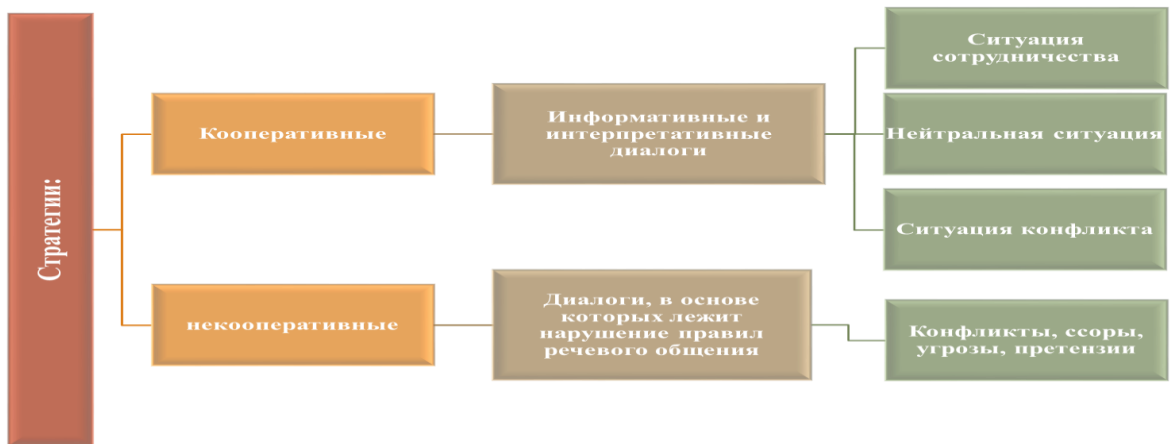 Стратегии:
Кооперативные
Информативные и
интерпретативные
диалоги
Ситуация
сотрудничества
Нейтральная ситуация
Ситуация конфликта
некооперативные
Диалоги, в основе
которых лежит
нарушение правил
речевого общения
Конфликты, ссоры,
угрозы, претензии